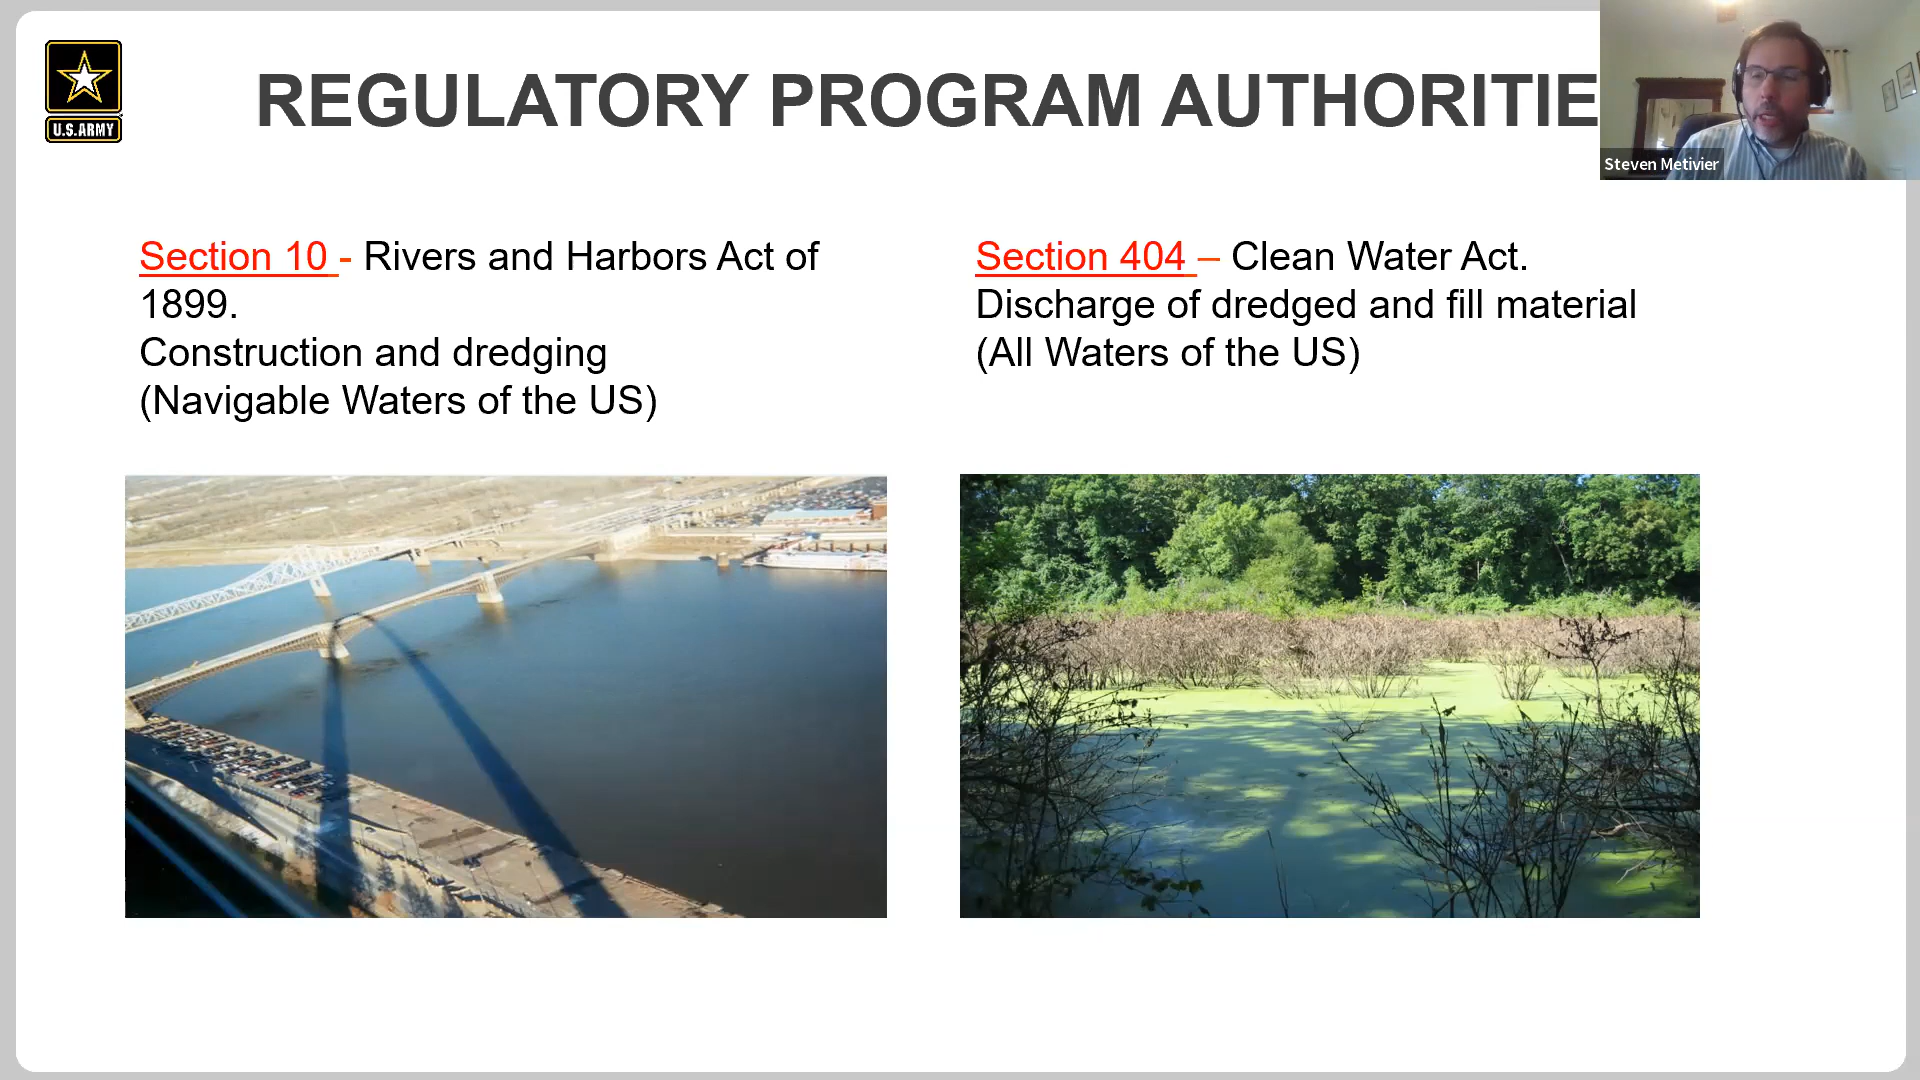 U.S.ARMY
REGULATORY PROGRAM AUTHORITIE
Steven Metivier
Section 10 - Rivers and Harbors Act of
1899.
Construction and dredging
(Navigable Waters of the US)
Section 404 – Clean Water Act.
Discharge of dredged and fill material
(All Waters of the US)